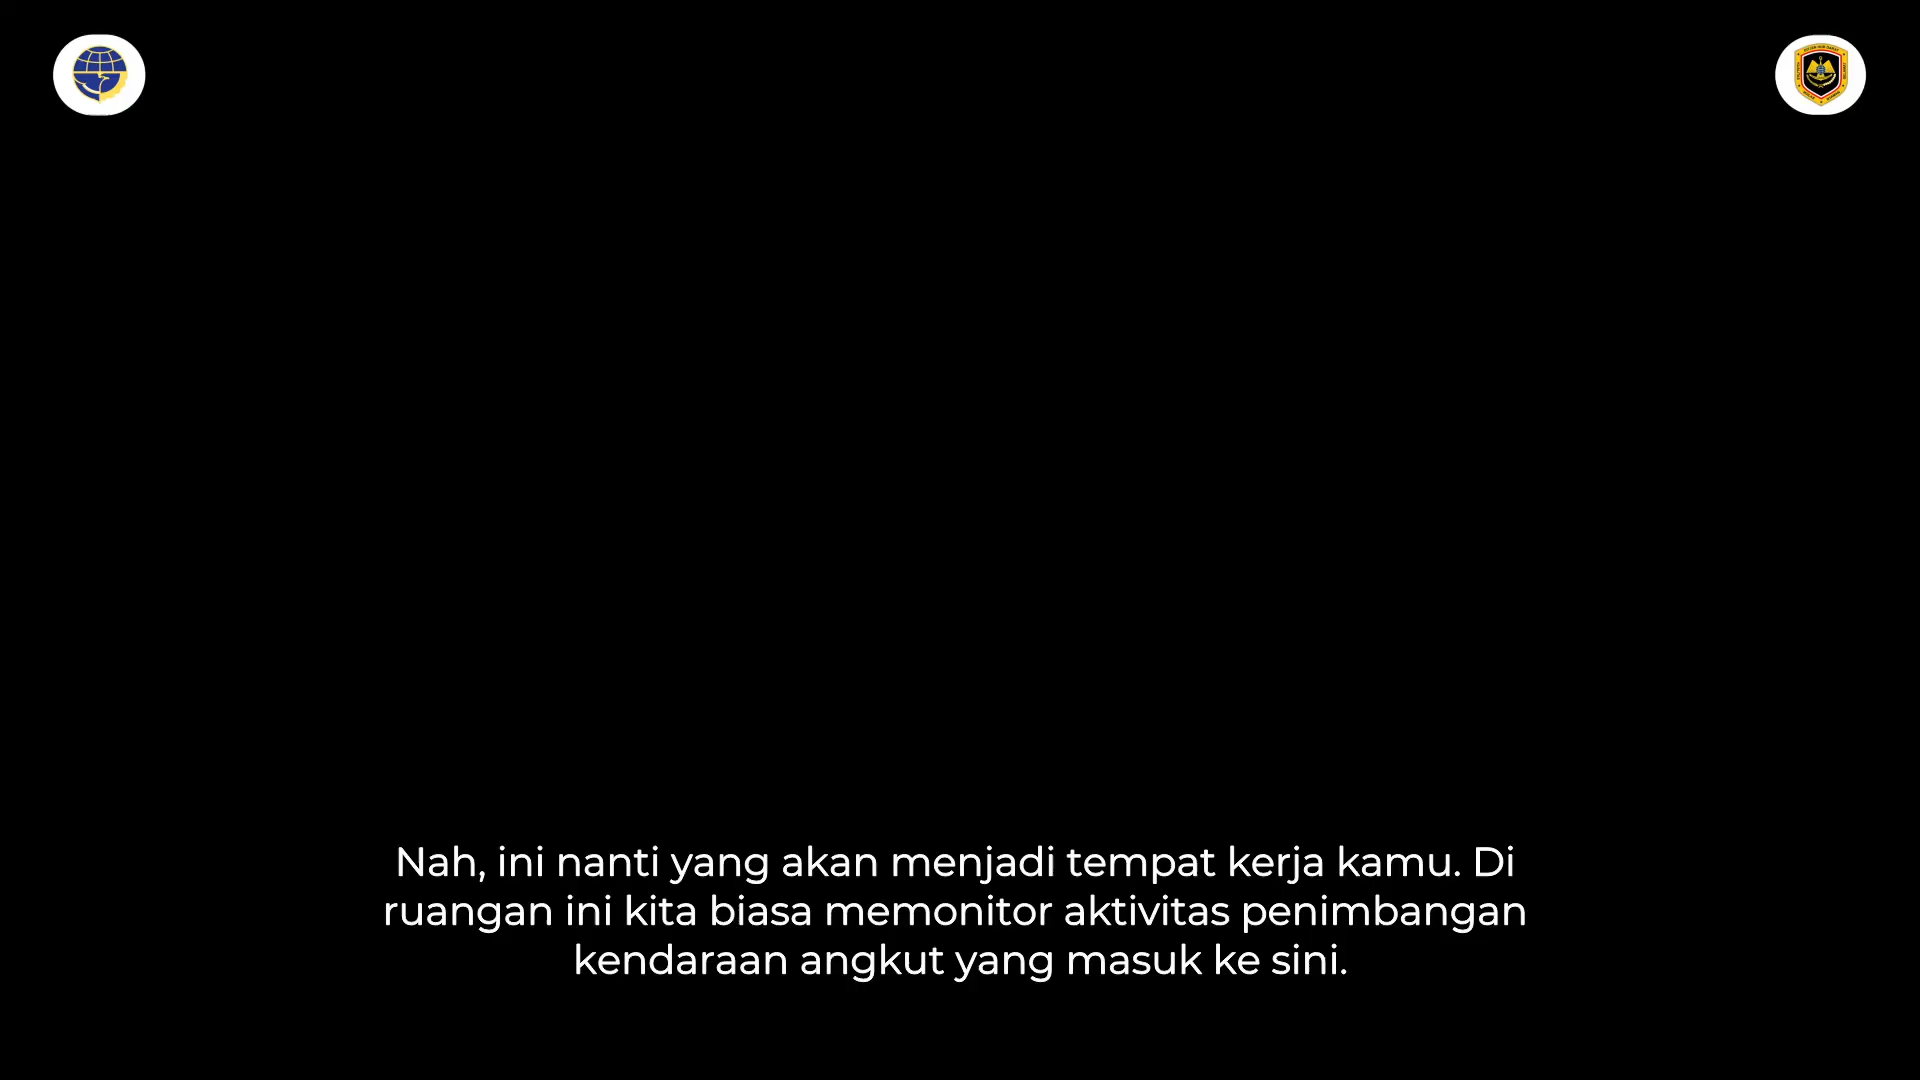 Nah, ini nanti yang akan menjadi tempat kerja kamu. Di
ruangan ini kita biasa memonitor aktivitas penimbangan
kendaraan angkut yang masuk ke sini.